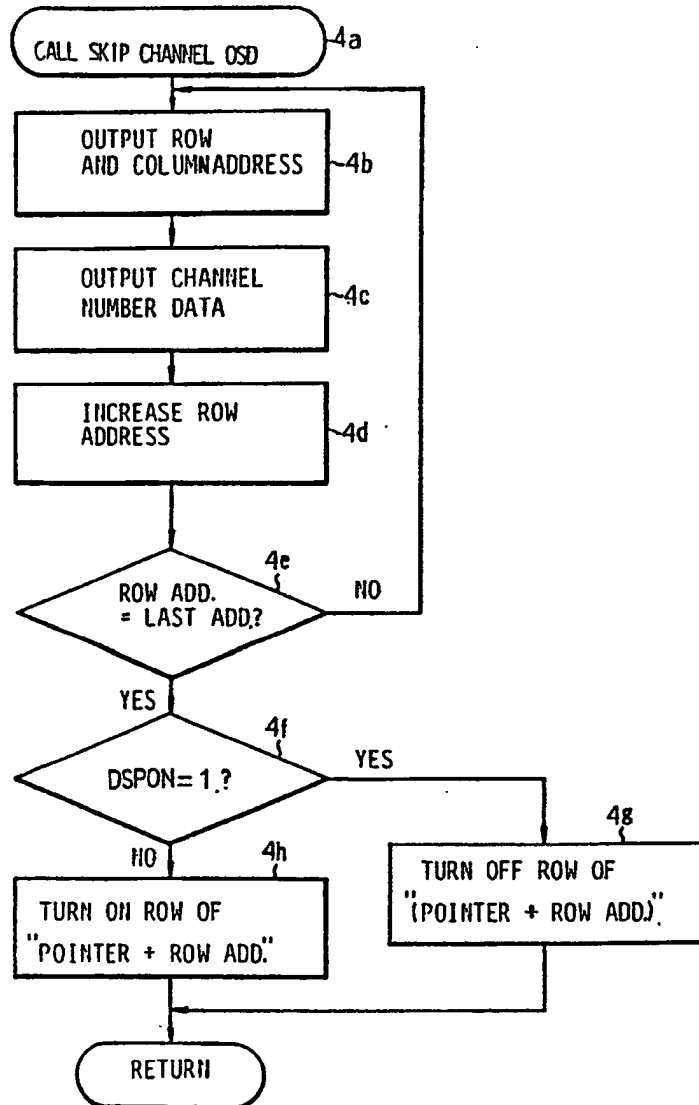 CALL SKIP CHANNEL OSD
4a
OUTPUT ROW
AND COLUMNADDRESS
4b
OUTPUT CHANNEL
NUMBER DATA
4c
INCREASE ROW
ADDRESS
4d
4e
ROW ADD.
= LAST ADD.?
NO
YES
4f
DSPON=1.?
YES
NO
4h
4g
TURN ON ROW OF
"POINTER + ROW ADD."
TURN OFF ROW OF
"(POINTER + ROW ADD.)".
RETURN